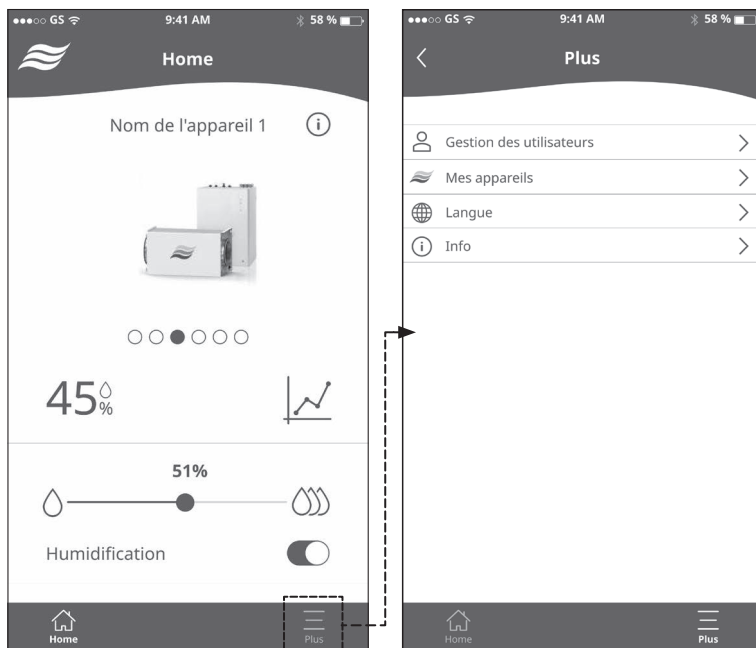 GS 9:41 AM 58 %
Home
Nom de l'appareil 1
45%
51%
Humidification
Home Plus
GS 9:41 AM 58 %
Plus
Gestion des utilisateurs
Mes appareils
Langue
Info
Home Plus